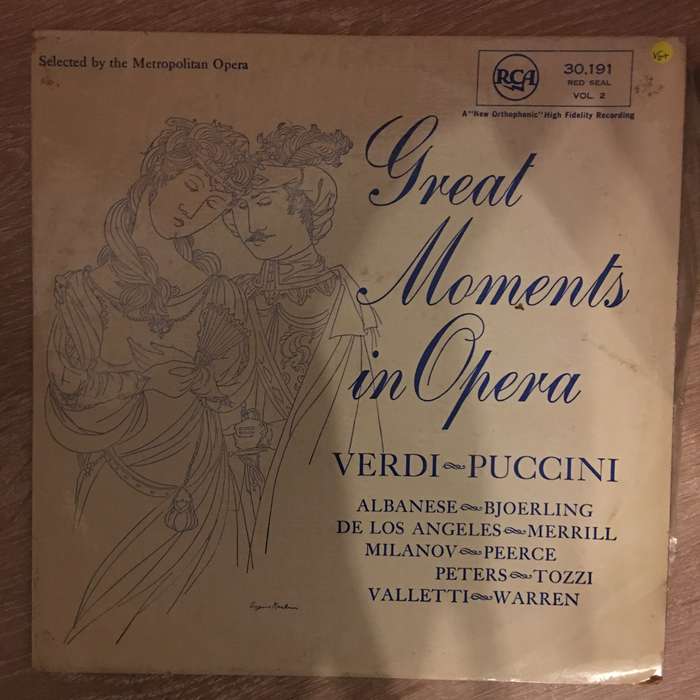 Selected by the Metropolitan Opera
RCA
30,191
RED SEAL
VOL. 2
A "New Orthophonic" High Fidelity Recording
VG+
Great
Moments
in Opera
VERDI~PUCCINI
ALBANESE~BJOERLING
DE LOS ANGELES~MERRILL
MILANOV~PEERCE
PETERS~TOZZI
VALLETTI~WARREN